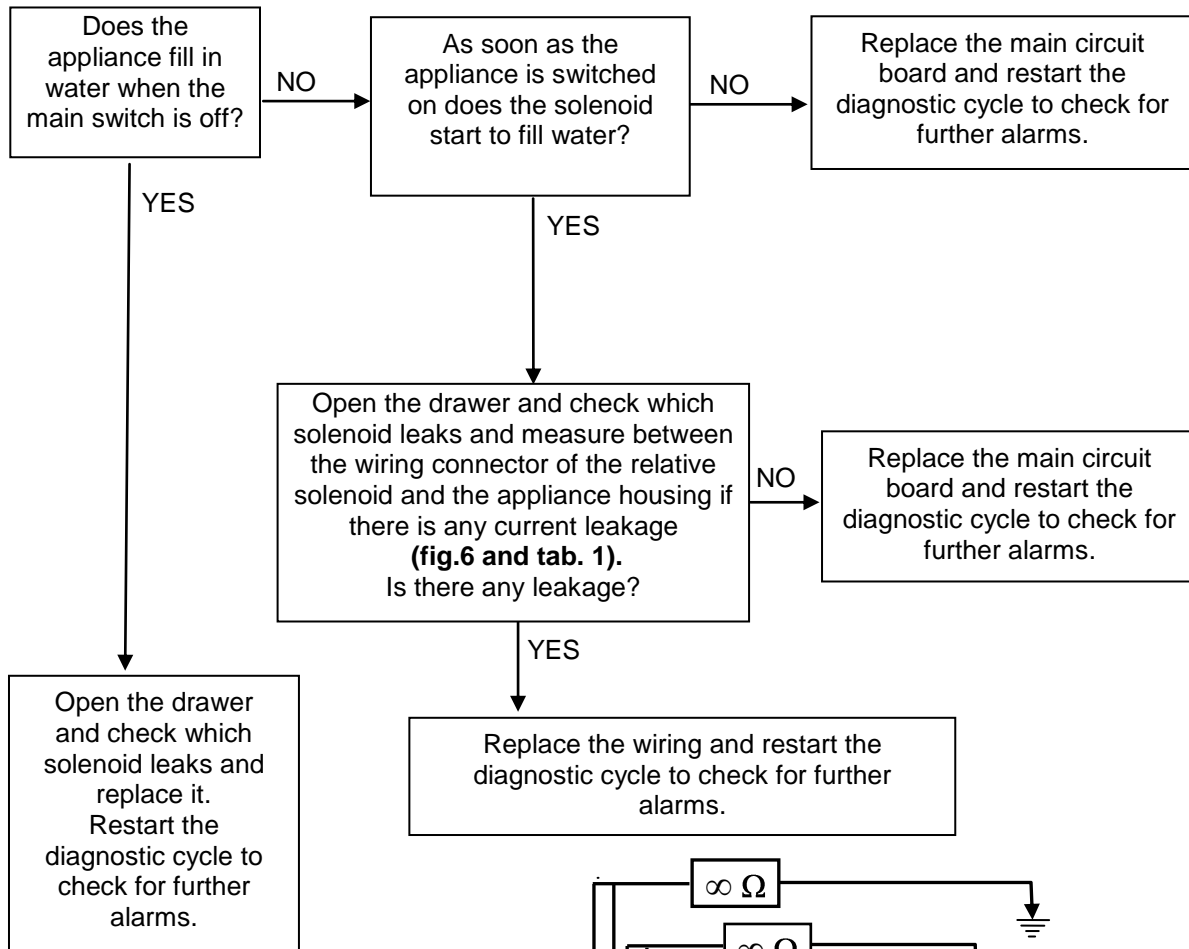 Does the
appliance fill in
water when the
main switch is off?
NO
As soon as the
appliance is switched
on does the solenoid
start to fill water?
NO
Replace the main circuit
board and restart the
diagnostic cycle to check for
further alarms.
YES
YES
Open the drawer and check which
solenoid leaks and measure between
the wiring connector of the relative
solenoid and the appliance housing if
there is any current leakage
(fig.6 and tab. 1).
Is there any leakage?
NO
Replace the main circuit
board and restart the
diagnostic cycle to check for
further alarms.
YES
Open the drawer
and check which
solenoid leaks and
replace it.
Restart the
diagnostic cycle to
check for further
alarms.
Replace the wiring and restart the
diagnostic cycle to check for further
alarms.
∞ Ω
∞ Ω